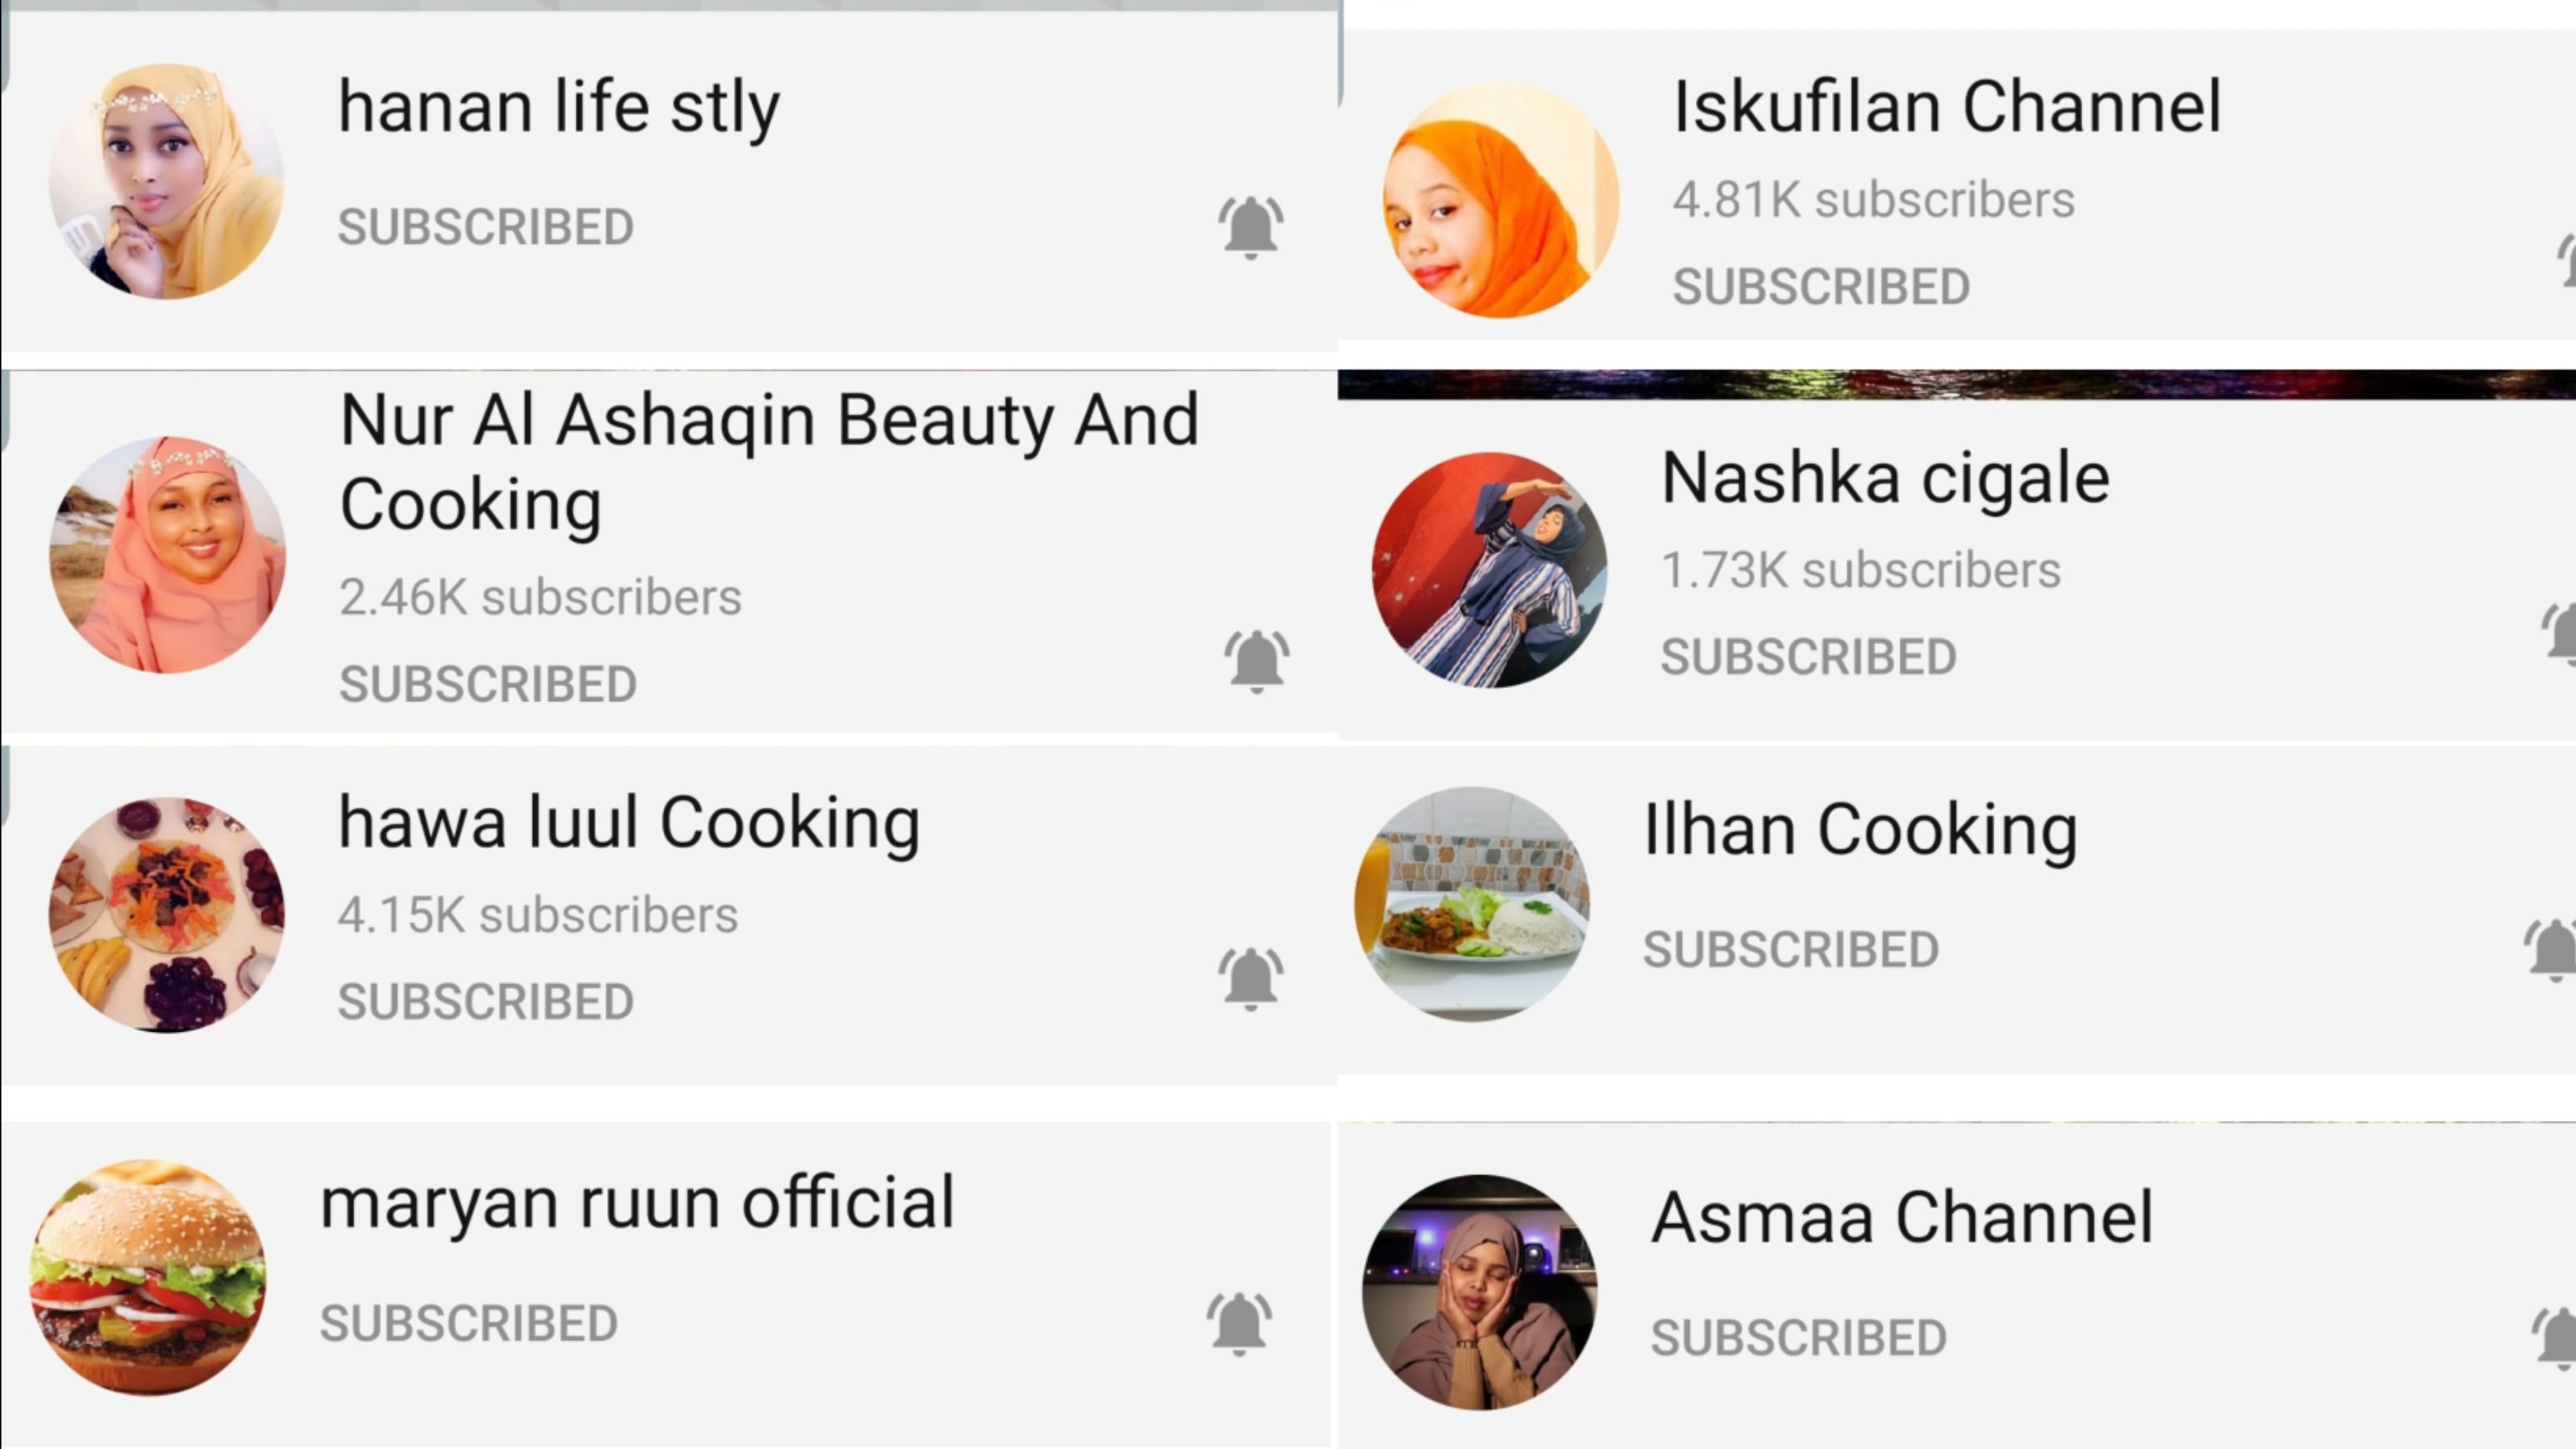 hanan life stly
SUBSCRIBED
Iskufilan Channel
4.81K subscribers
SUBSCRIBED
Nur Al Ashaqin Beauty And
Cooking
2.46K subscribers
SUBSCRIBED
Nashka cigale
1.73K subscribers
SUBSCRIBED
hawa luul Cooking
4.15K subscribers
SUBSCRIBED
Ilhan Cooking
SUBSCRIBED
maryan ruun official
SUBSCRIBED
Asmaa Channel
SUBSCRIBED